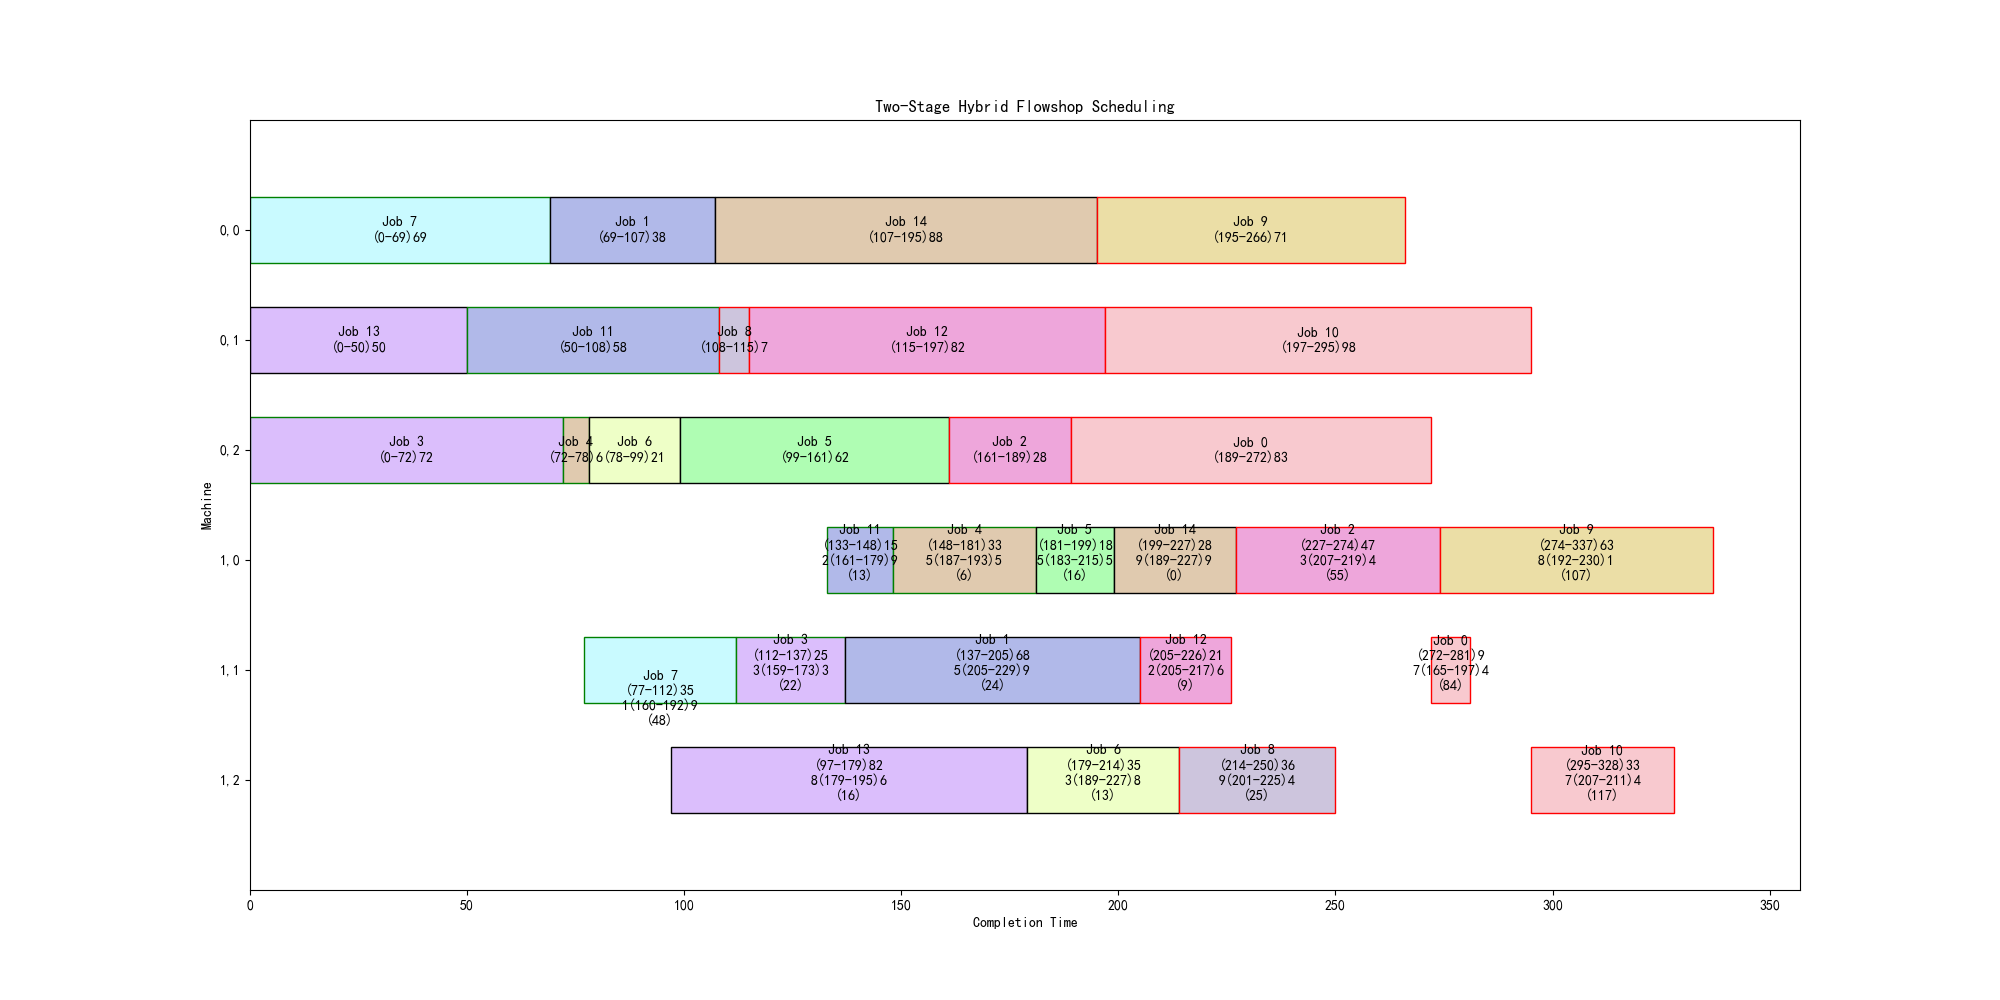 Two-Stage Hybrid Flowshop Scheduling
Machine
0,0
Job 7
(0-69)69
Job 1
(69-107)38
Job 14
(107-195)88
Job 9
(195-266)71
0,1
Job 13
(0-50)50
Job 11
(50-108)58
Job 8
(108-115)7
Job 12
(115-197)82
Job 10
(197-295)98
0,2
Job 3
(0-72)72
Job 4
(72-78)6
Job 6
(78-99)21
Job 5
(99-161)62
Job 2
(161-189)28
Job 0
(189-272)83
1,0
Job 11
(133-148)15
2(161-179)9
(13)
Job 4
(148-181)33
5(187-193)5
(6)
Job 5
(181-199)18
5(183-215)5
(16)
Job 14
(199-227)28
9(189-227)9
(0)
Job 2
(227-274)47
3(207-219)4
(55)
Job 9
(274-337)63
8(192-230)1
(107)
1,1
Job 7
(77-112)35
1(160-192)9
(48)
Job 3
(112-137)25
3(159-173)3
(22)
Job 1
(137-205)68
5(205-229)9
(24)
Job 12
(205-226)21
2(205-217)6
(9)
Job 0
(272-281)9
7(165-197)4
(84)
1,2
Job 13
(97-179)82
8(179-195)6
(16)
Job 6
(179-214)35
3(189-227)8
(13)
Job 8
(214-250)36
9(201-225)4
(25)
Job 10
(295-328)33
7(207-211)4
(117)
0 50 100 150 200 250 300 350
Completion Time